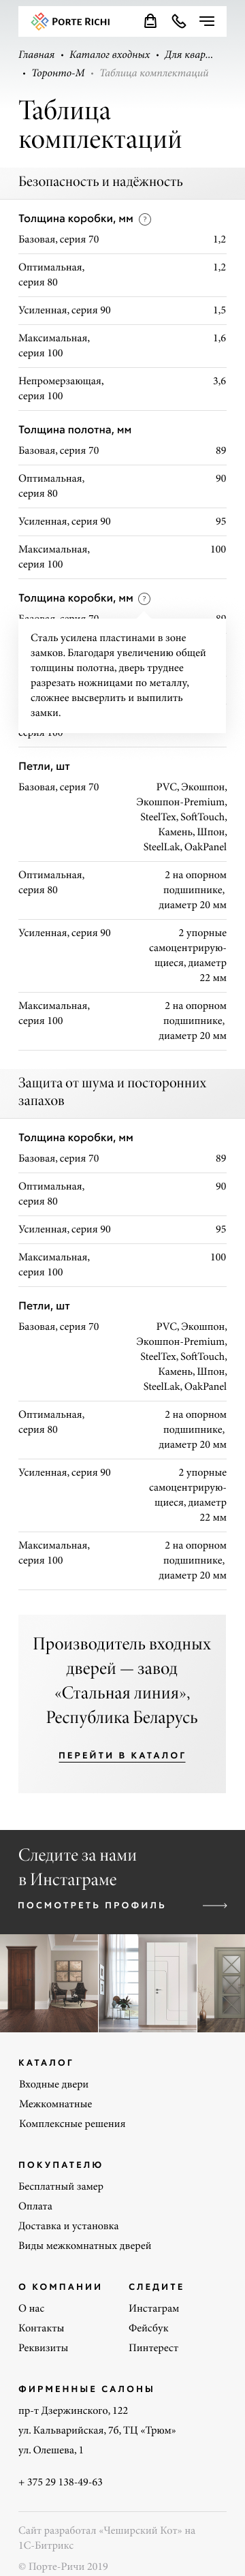 PORTE RICHI
Главная • Каталог входных • Для квар...
• Торонто-М • Таблица комплектаций
Таблица
комплектаций
Безопасность и надёжность
Толщина коробки, мм ?
Базовая, серия 70 1,2
Оптимальная,
серия 80 1,2
Усиленная, серия 90 1,5
Максимальная,
серия 100 1,6
Непромерзающая,
серия 100 3,6
Толщина полотна, мм
Базовая, серия 70 89
Оптимальная,
серия 80 90
Усиленная, серия 90 95
Максимальная,
серия 100 100
Толщина коробки, мм ?
Базовая, серия 70 89
Сталь усилена пластинами в зоне
замков. Благодаря увеличению общей
толщины полотна, дверь труднее
разрезать ножницами по металлу,
сложнее высверлить и выпилить
замки.
серия 100
Петли, шт
Базовая, серия 70 PVC, Экошпон,
Экошпон-Premium,
SteelTex, SoftTouch,
Камень, Шпон,
SteelLak, OakPanel
Оптимальная, 2 на опорном
серия 80 подшипнике,
диаметр 20 мм
Усиленная, серия 90 2 упорные
самоцентрирую-
щиеся, диаметр
22 мм
Максимальная, 2 на опорном
серия 100 подшипнике,
диаметр 20 мм
Защита от шума и посторонних
запахов
Толщина коробки, мм
Базовая, серия 70 89
Оптимальная,
серия 80 90
Усиленная, серия 90 95
Максимальная,
серия 100 100
Петли, шт
Базовая, серия 70 PVC, Экошпон,
Экошпон-Premium,
SteelTex, SoftTouch,
Камень, Шпон,
SteelLak, OakPanel
Оптимальная, 2 на опорном
серия 80 подшипнике,
диаметр 20 мм
Усиленная, серия 90 2 упорные
самоцентрирую-
щиеся, диаметр
22 мм
Максимальная, 2 на опорном
серия 100 подшипнике,
диаметр 20 мм
Производитель входных
дверей — завод
«Стальная линия»,
Республика Беларусь
ПЕРЕЙТИ В КАТАЛОГ
Следите за нами
в Инстаграме
ПОСМОТРЕТЬ ПРОФИЛЬ
КАТАЛОГ
Входные двери
Межкомнатные
Комплексные решения
ПОКУПАТЕЛЮ
Бесплатный замер
Оплата
Доставка и установка
Виды межкомнатных дверей
О КОМПАНИИ СЛЕДИТЕ
О нас Инстаграм
Контакты Фейсбук
Реквизиты Пинтерест
ФИРМЕННЫЕ САЛОНЫ
пр-т Дзержинского, 122
ул. Кальварийская, 7б, ТЦ «Трюм»
ул. Олешева, 1
+ 375 29 138-49-63
Сайт разработал «Чеширский Кот» на
1С-Битрикс
© Порте-Ричи 2019